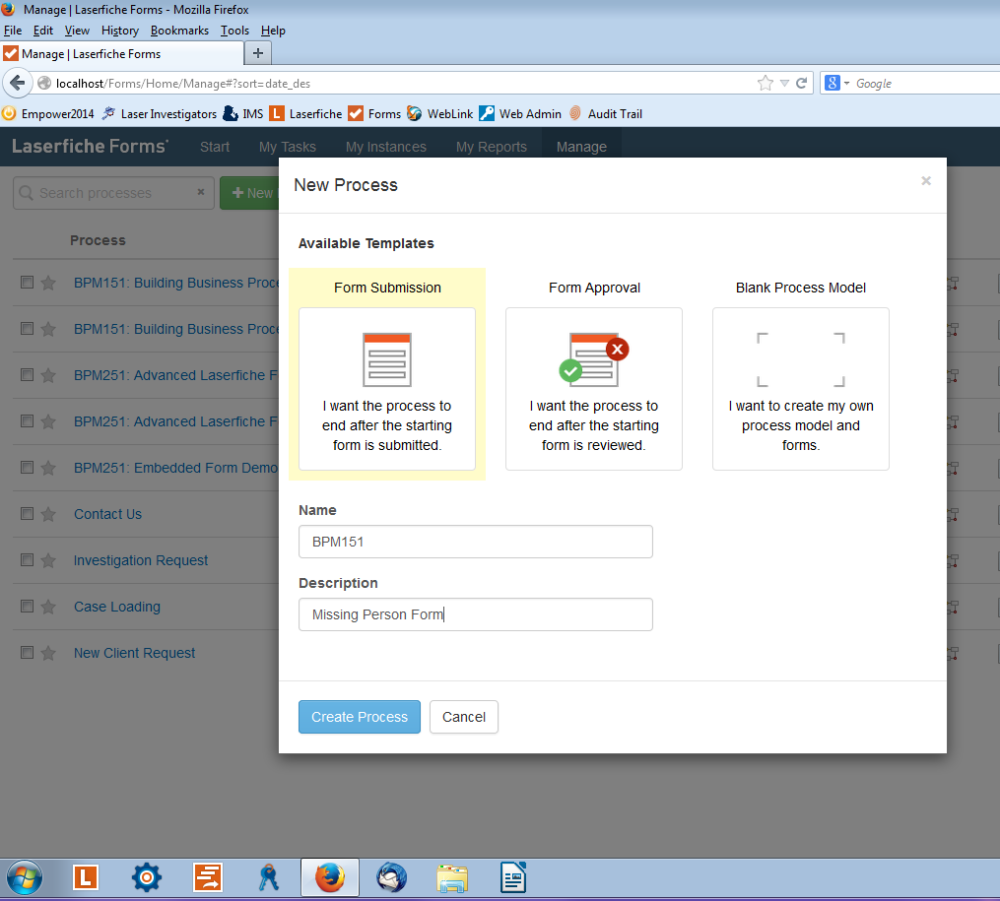 Manage | Laserfiche Forms - Mozilla Firefox
File Edit View History Bookmarks Tools Help
Manage | Laserfiche Forms +
localhost/Forms/Home/Manage#?sort=date_des 8 Google
Empower2014 Laser Investigators IMS L Laserfiche Forms WebLink Web Admin Audit Trail
Laserfiche Forms Start My Tasks My Instances My Reports Manage
New Process ×
Search processes × + New
Available Templates
Process
Form Submission Form Approval Blank Process Model
BPM151: Building Business Proce
BPM151: Building Business Proce
BPM251: Advanced Laserfiche F
I want the process to end after the starting form is submitted.
I want the process to end after the starting form is reviewed.
I want to create my own process model and forms.
BPM251: Advanced Laserfiche F
BPM251: Embedded Form Demo
Name
Contact Us
BPM151
Investigation Request
Description
Case Loading
Missing Person Form
New Client Request
Create Process Cancel
L